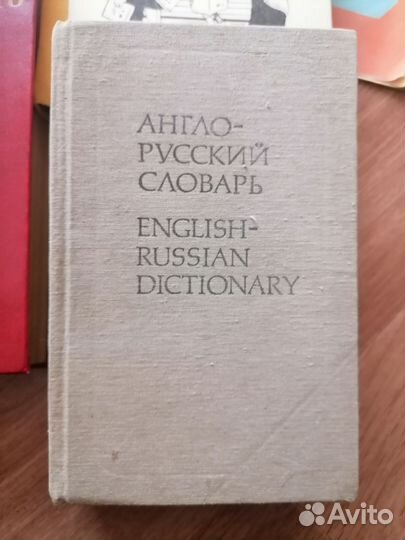 АНГЛО-
РУССКИЙ
СЛОВАРЬ
ENGLISH-
RUSSIAN
DICTIONARY
Avito